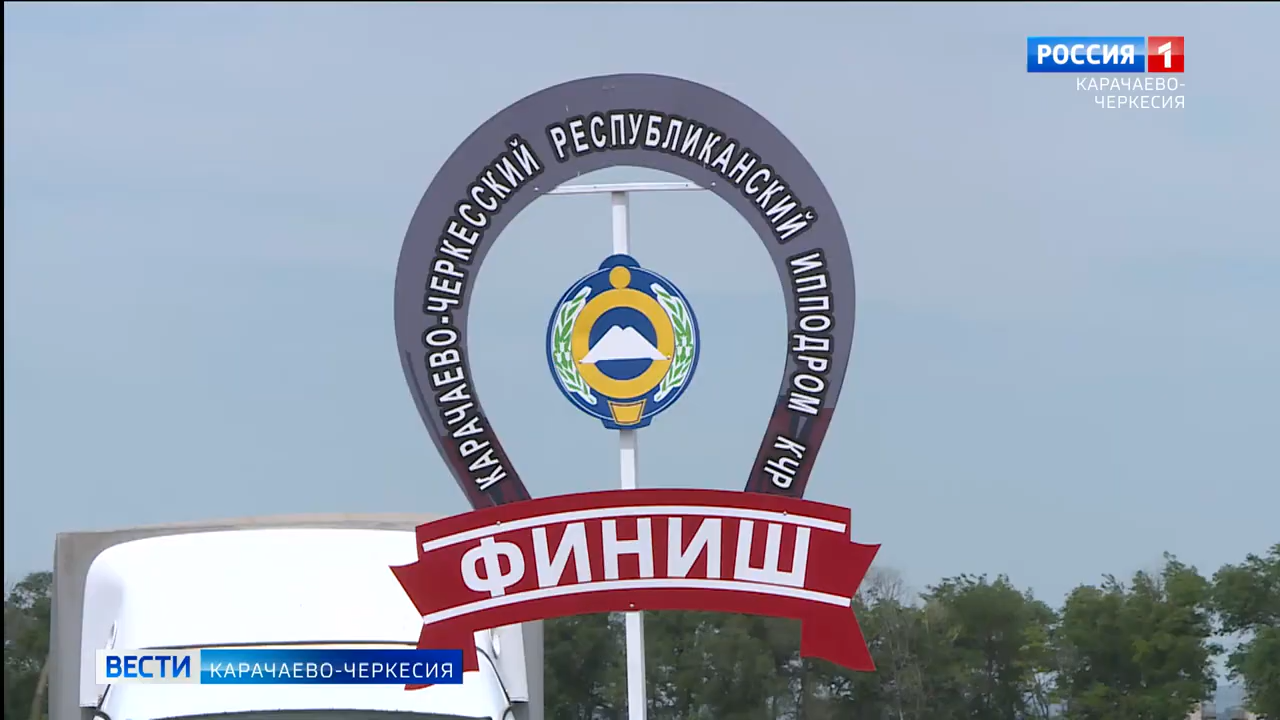 РОССИЯ 1
КАРАЧАЕВО-
ЧЕРКЕСИЯ
КАРАЧАЕВО-ЧЕРКЕССКИЙ РЕСПУБЛИКАНСКИЙ ИППОДРОМ КЧР
ФИНИШ
ВЕСТИ КАРАЧАЕВО-ЧЕРКЕСИЯ